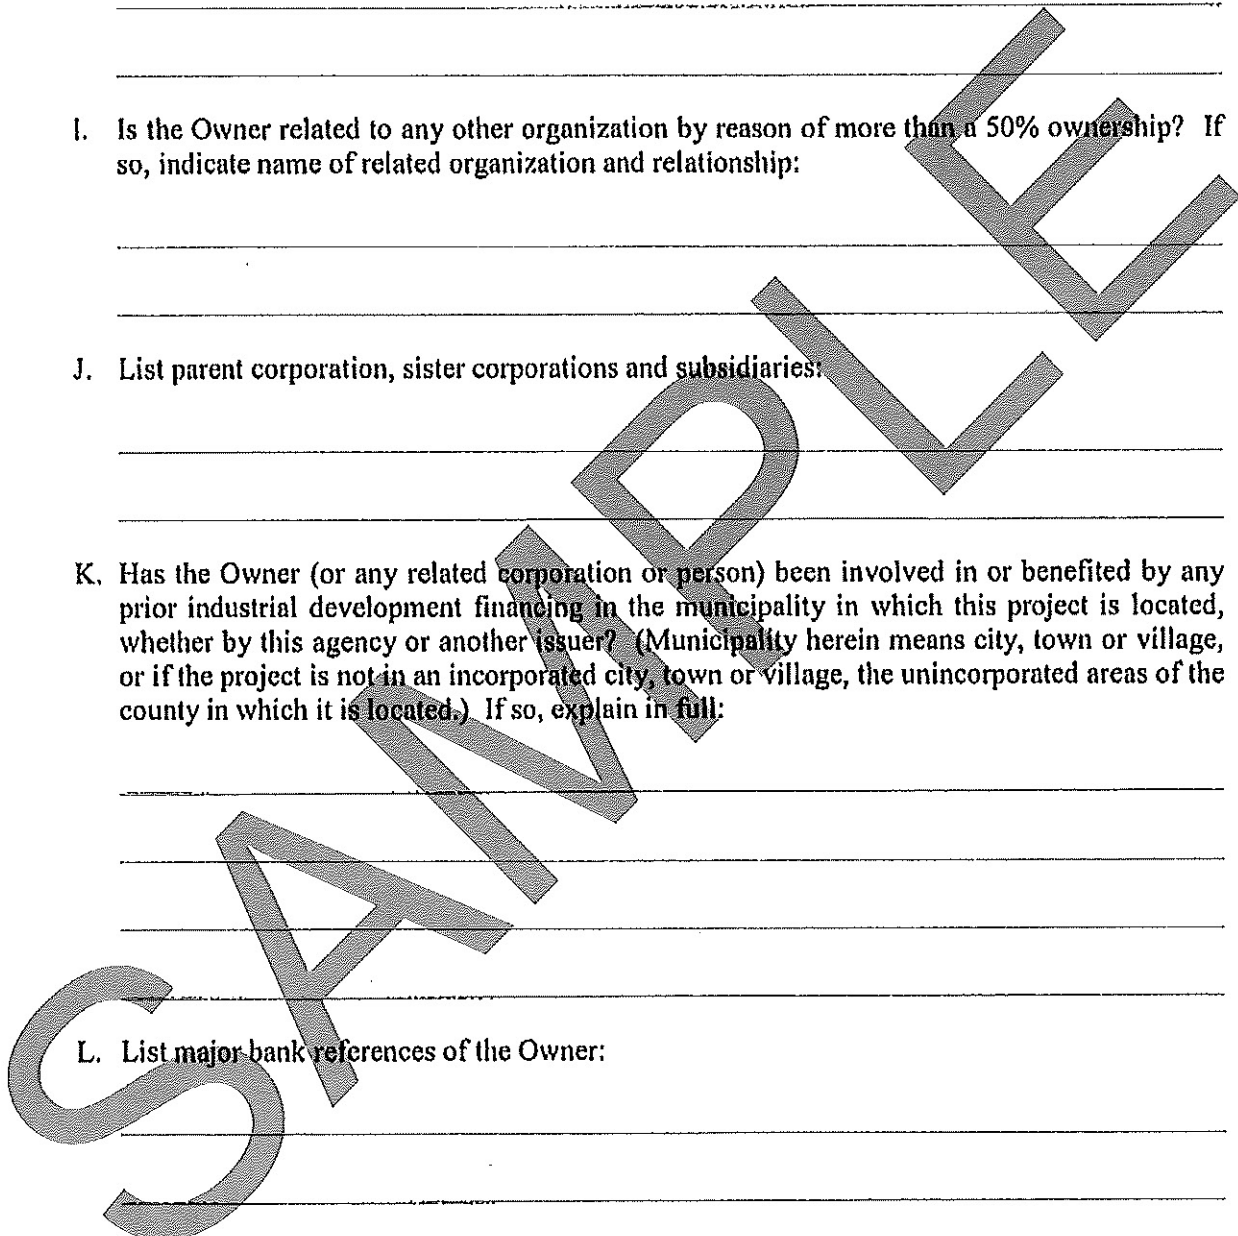 I. Is the Owner related to any other organization by reason of more than a 50% ownership? If
so, indicate name of related organization and relationship:
J. List parent corporation, sister corporations and subsidiaries:
K. Has the Owner (or any related corporation or person) been involved in or benefited by any
prior industrial development financing in the municipality in which this project is located,
whether by this agency or another issuer? (Municipality herein means city, town or village,
or if the project is not in an incorporated city, town or village, the unincorporated areas of the
county in which it is located.) If so, explain in full:
L. List major bank references of the Owner:
SAMPLE